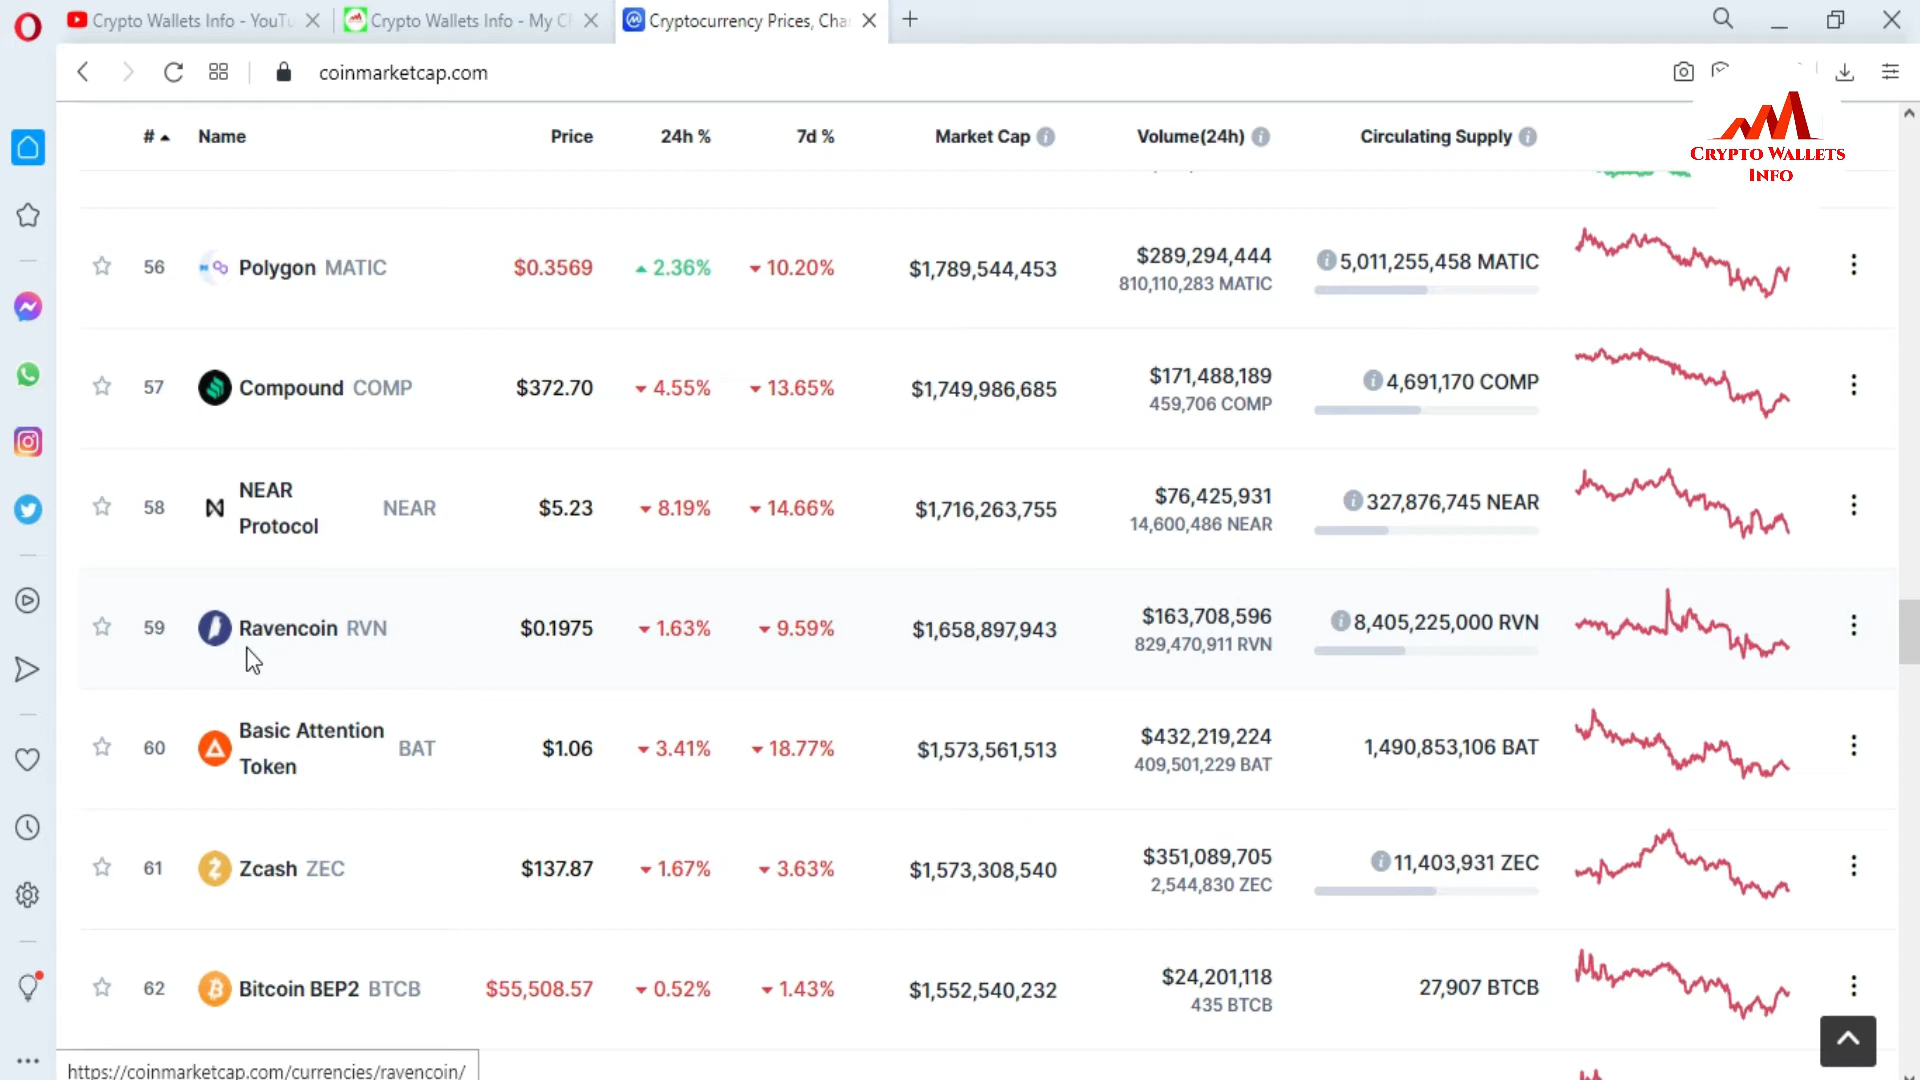 Crypto Wallets Info - YouTu
Crypto Wallets Info - My Ch
Cryptocurrency Prices, Cha
coinmarketcap.com
CRYPTO WALLETS
INFO
#
Name
Price
24h %
7d %
Market Cap
Volume(24h)
Circulating Supply
56 Polygon MATIC $0.3569 2.36% 10.20% $1,789,544,453 $289,294,444 5,011,255,458 MATIC
810,110,283 MATIC
57 Compound COMP $372.70 4.55% 13.65% $1,749,986,685 $171,488,189 4,691,170 COMP
459,706 COMP
58 NEAR Protocol NEAR $5.23 8.19% 14.66% $1,716,263,755 $76,425,931 327,876,745 NEAR
14,600,486 NEAR
59 Ravencoin RVN $0.1975 1.63% 9.59% $1,658,897,943 $163,708,596 8,405,225,000 RVN
829,470,911 RVN
60 Basic Attention Token BAT $1.06 3.41% 18.77% $1,573,561,513 $432,219,224 1,490,853,106 BAT
409,501,229 BAT
61 Zcash ZEC $137.87 1.67% 3.63% $1,573,308,540 $351,089,705 11,403,931 ZEC
2,544,830 ZEC
62 Bitcoin BEP2 BTCB $55,508.57 0.52% 1.43% $1,552,540,232 $24,201,118 27,907 BTCB
435 BTCB
https://coinmarketcap.com/currencies/ravencoin/